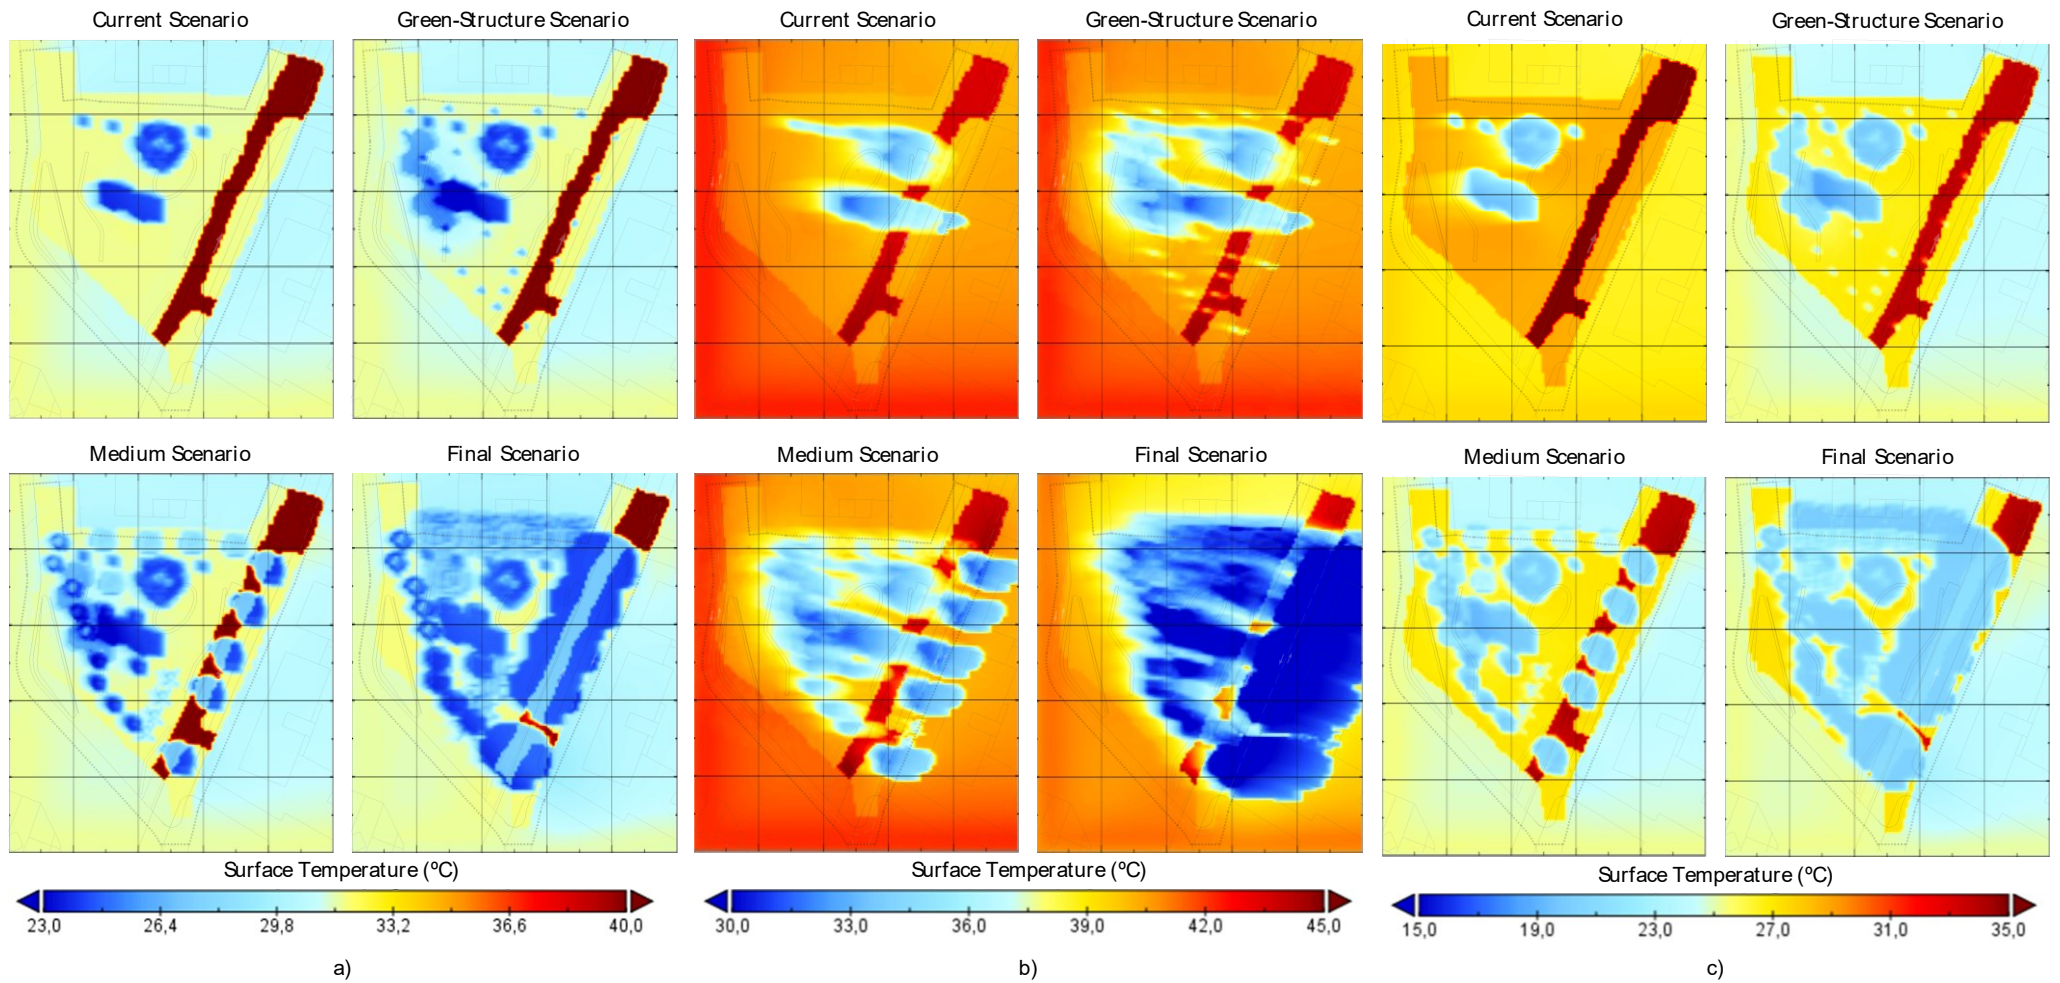 Current Scenario Green-Structure Scenario Current Scenario Green-Structure Scenario Current Scenario Green-Structure Scenario
Medium Scenario Final Scenario Medium Scenario Final Scenario Medium Scenario Final Scenario
Surface Temperature (ºC) Surface Temperature (ºC) Surface Temperature (ºC)
23,0 26,4 29,8 33,2 36,6 40,0 30,0 33,0 36,0 39,0 42,0 45,0 15,0 19,0 23,0 27,0 31,0 35,0
a) b) c)